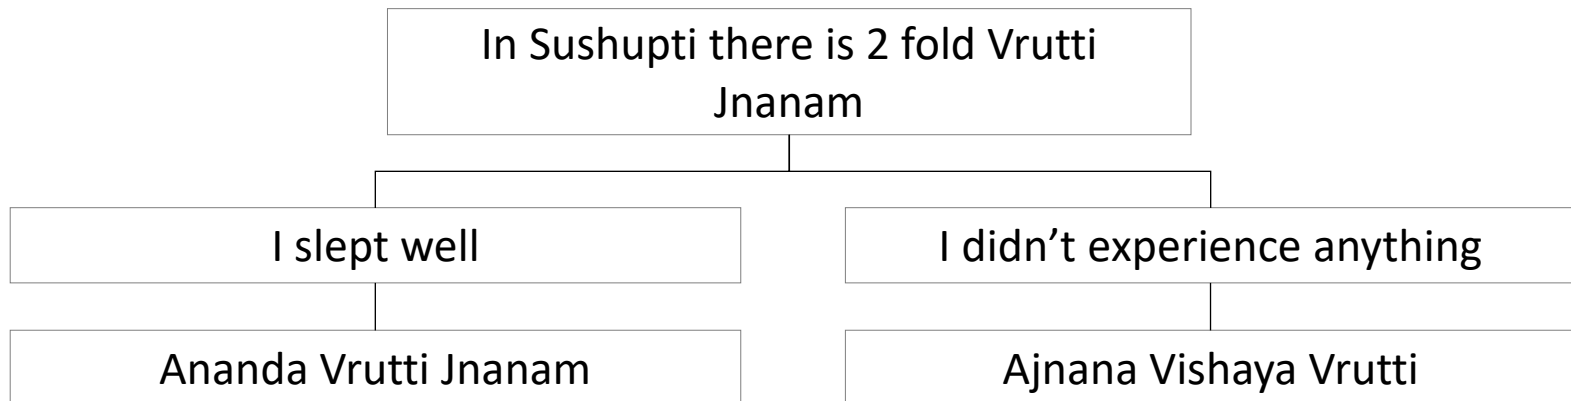 In Sushupti there is 2 fold Vrutti
Jnanam
I slept well
I didn’t experience anything
Ananda Vrutti Jnanam
Ajnana Vishaya Vrutti